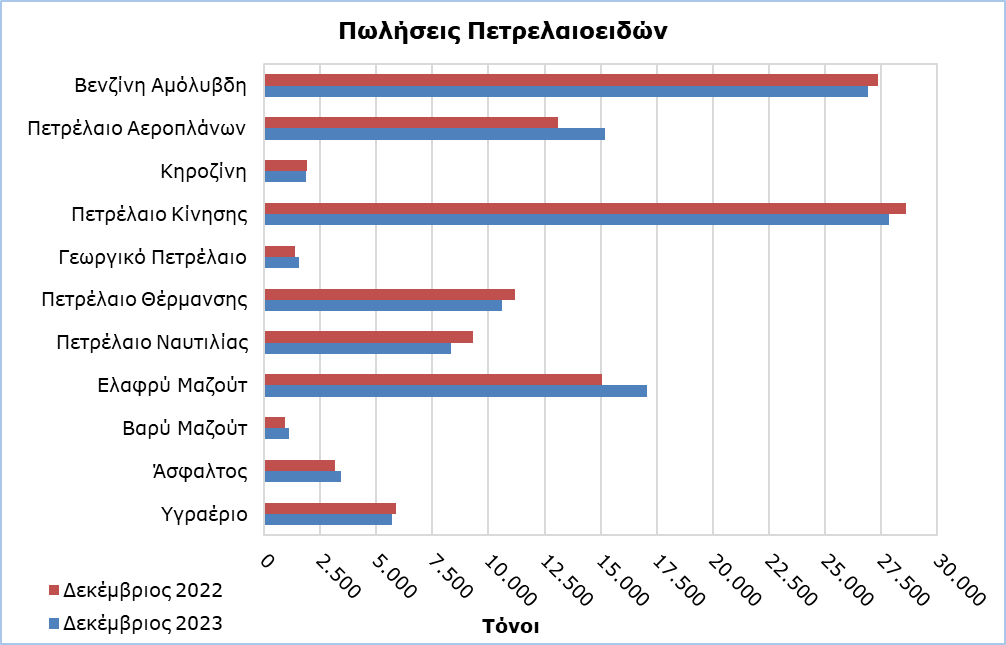 Πωλήσεις Πετρελαιοειδών
Βενζίνη Αμόλυβδη
Πετρέλαιο Αεροπλάνων
Κηροζίνη
Πετρέλαιο Κίνησης
Γεωργικό Πετρέλαιο
Πετρέλαιο Θέρμανσης
Πετρέλαιο Ναυτιλίας
Ελαφρύ Μαζούτ
Βαρύ Μαζούτ
Άσφαλτος
Υγραέριο
0 2.500 5.000 7.500 10.000 12.500 15.000 17.500 20.000 22.500 25.000 27.500 30.000
Τόνοι
Δεκέμβριος 2022
Δεκέμβριος 2023